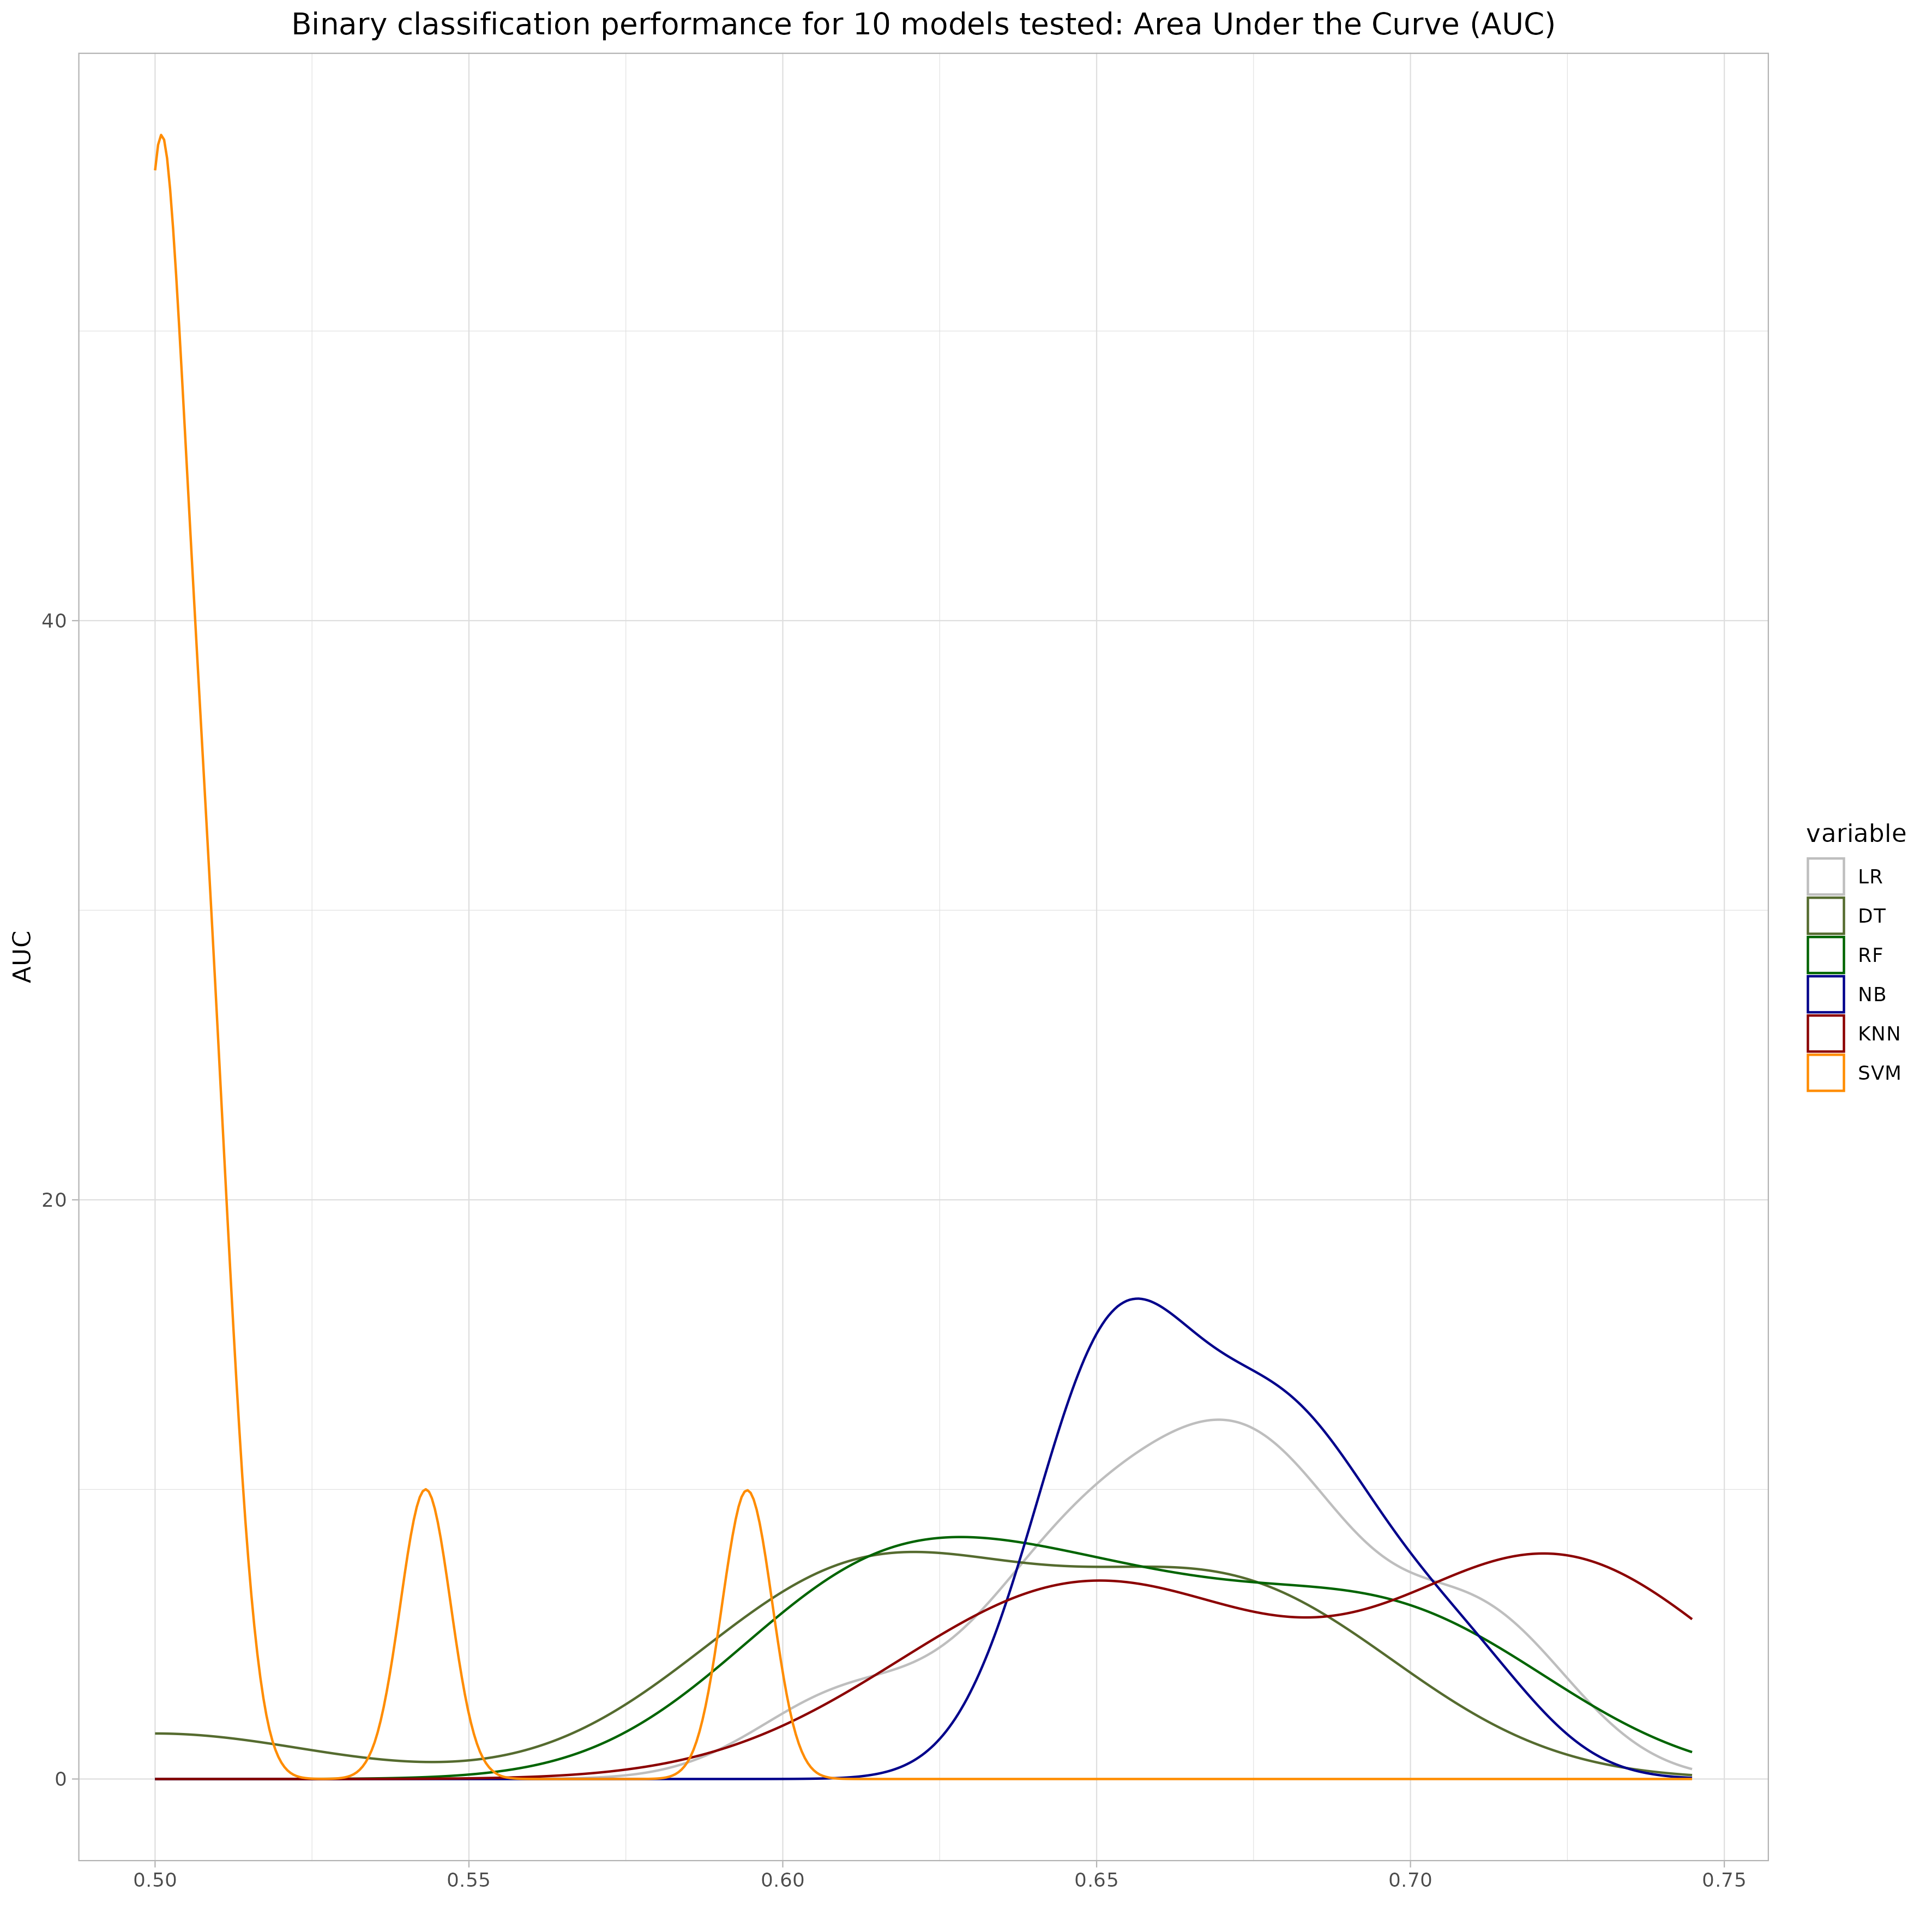 Binary classification performance for 10 models tested: Area Under the Curve (AUC)
AUC
40
20
0
0.50 0.55 0.60 0.65 0.70 0.75
variable
LR
DT
RF
NB
KNN
SVM